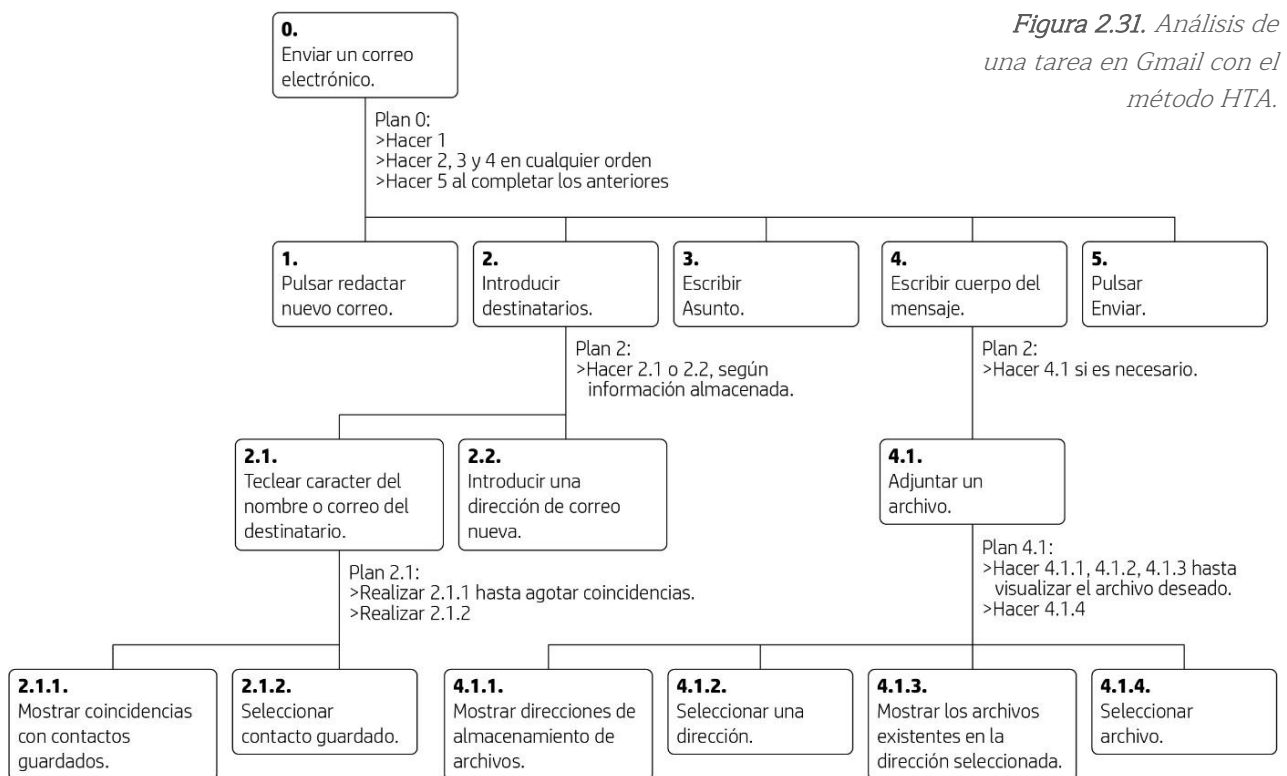 0.
Enviar un correo
electrónico.
Figura 2.31. Análisis de
una tarea en Gmail con el
método HTA.
Plan 0:
>Hacer 1
>Hacer 2, 3 y 4 en cualquier orden
>Hacer 5 al completar los anteriores
1.
Pulsar redactar
nuevo correo.
2.
Introducir
destinatarios.
3.
Escribir
Asunto.
4.
Escribir cuerpo del
mensaje.
5.
Pulsar
Enviar.
Plan 2:
>Hacer 2.1 o 2.2, según
información almacenada.
Plan 2:
>Hacer 4.1 si es necesario.
2.1.
Teclear caracter del
nombre o correo del
destinatario.
2.2.
Introducir una
dirección de correo
nueva.
4.1.
Adjuntar un
archivo.
Plan 2.1:
>Realizar 2.1.1 hasta agotar coincidencias.
>Realizar 2.1.2
Plan 4.1:
>Hacer 4.1.1, 4.1.2, 4.1.3 hasta
visualizar el archivo deseado.
>Hacer 4.1.4
2.1.1.
Mostrar coincidencias
con contactos
guardados.
2.1.2.
Seleccionar
contacto guardado.
4.1.1.
Mostrar direcciones de
almacenamiento de
archivos.
4.1.2.
Seleccionar una
dirección.
4.1.3.
Mostrar los archivos
existentes en la
dirección seleccionada.
4.1.4.
Seleccionar
archivo.